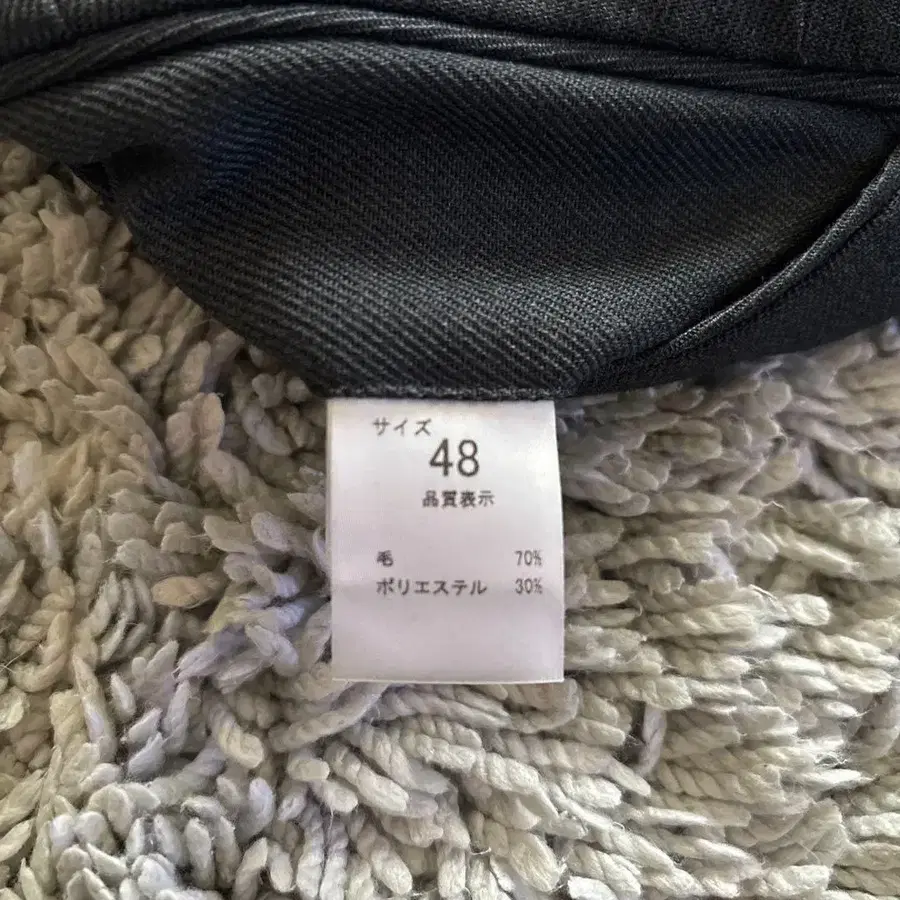 サイズ
48
品質表示
毛 70%
ポリエステル 30%